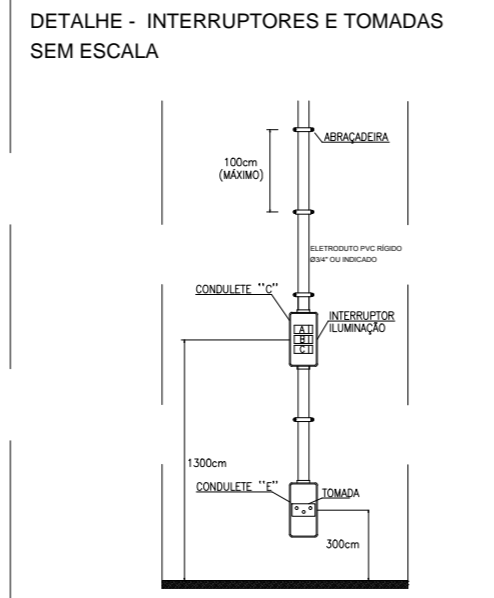 DETALHE - INTERRUPTORES E TOMADAS
SEM ESCALA
ABRAÇADEIRA
100cm
(MÁXIMO)
ELETRODUTO PVC RÍGIDO
Ø3/4" OU INDICADO
CONDULETE "C"
INTERRUPTOR
ILUMINAÇÃO
A
B
C
1300cm
CONDULETE "E"
TOMADA
300cm